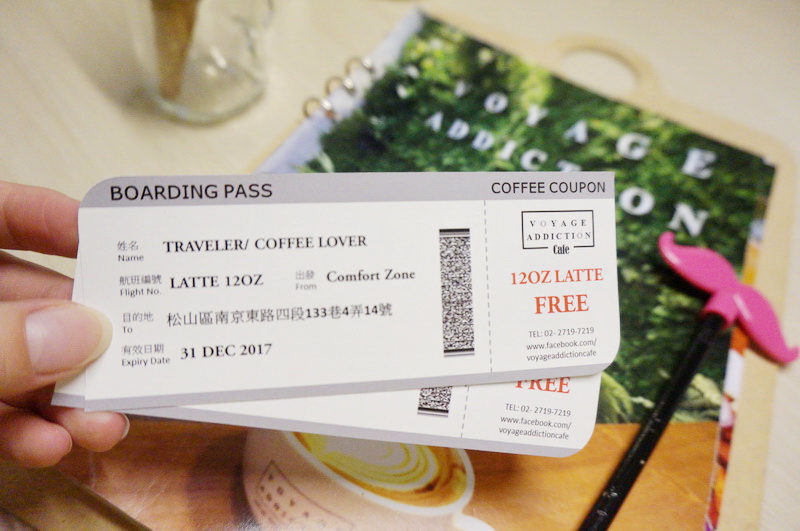 VOYAGE
ADDICTION
BOARDING PASS
COFFEE COUPON
姓名
Name
TRAVELER/ COFFEE LOVER
航班編號
Flight No.
LATTE 12OZ
出發
From
Comfort Zone
目的地
To
松山區南京東路四段133巷4弄14號
有效日期
Expiry Date
31 DEC 2017
VOYAGE
ADDICTION
Cafe
12OZ LATTE
FREE
TEL: 02- 2719-7219
www.facebook.com/
voyageaddictioncafe
FREE
TEL: 02- 2719-7219
www.facebook.com/
voyageaddictioncafe